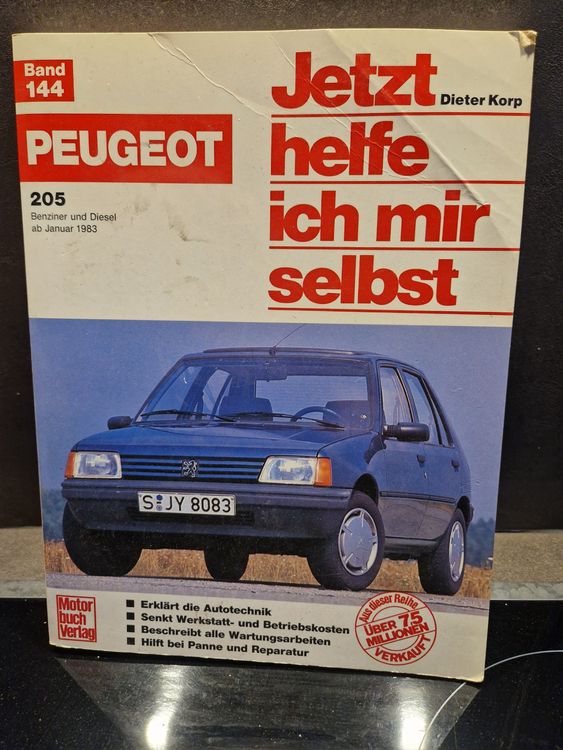 Band
144
PEUGEOT
205
Benziner und Diesel
ab Januar 1983
Jetzt
Dieter Korp
helfe
ich mir
selbst
S JY 8083
Motor
buch
Verlag
Erklärt die Autotechnik
Senkt Werkstatt- und Betriebskosten
Beschreibt alle Wartungsarbeiten
Hilft bei Panne und Reparatur
Aus dieser Reihe
ÜBER 75
MILLIONEN
VERKAUFT